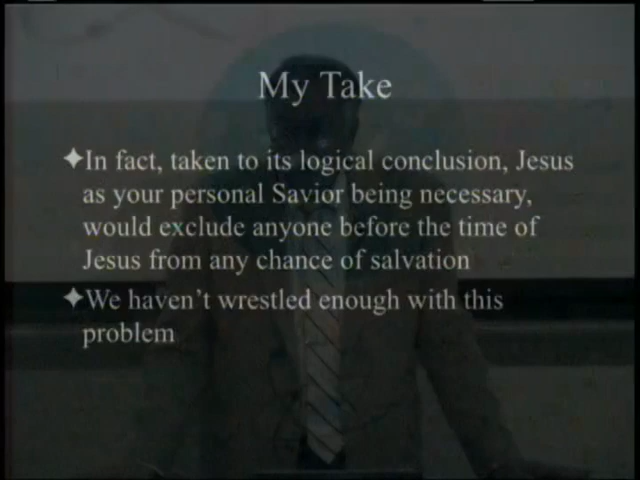 My Take
In fact, taken to its logical conclusion, Jesus
as your personal Savior being necessary,
would exclude anyone before the time of
Jesus from any chance of salvation
We haven't wrestled enough with this
problem